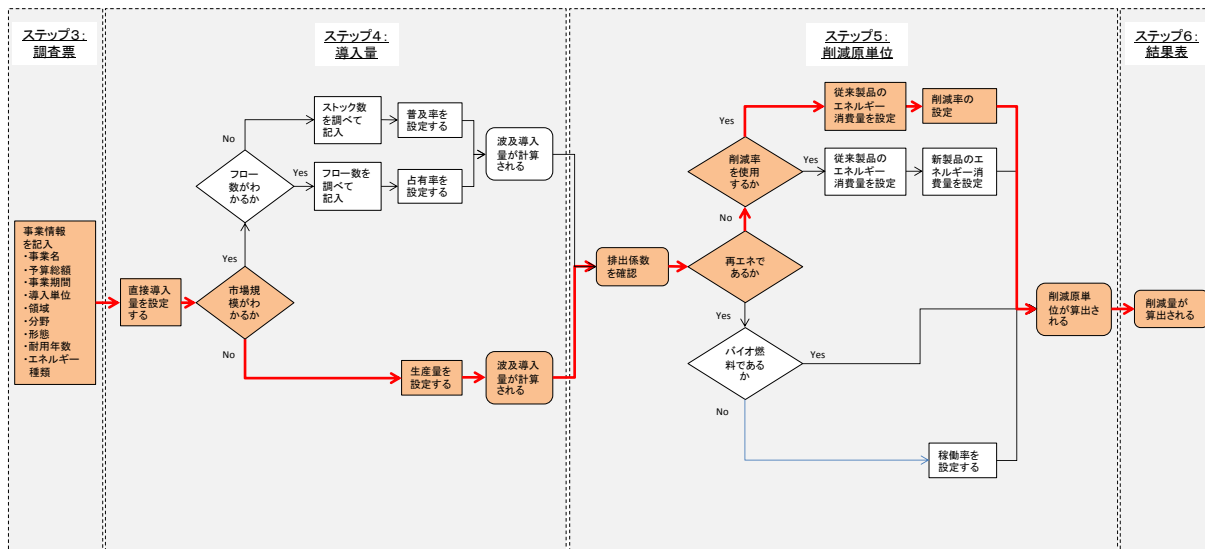 ステップ3:
調査票
事業情報
を記入
・事業名
・予算総額
・事業期間
・導入単位
・領域
・分野
・形態
・耐用年数
・エネルギー
種類
ステップ4:
導入量
直接導入
量を設定
する
市場規
模がわ
かるか
Yes
No
フロー
数がわ
かるか
No
Yes
ストック数
を調べて
記入
普及率を
設定する
フロー数を
調べて
記入
占有率を
設定する
波及導入
量が計算
される
生産量を
設定する
波及導入
量が計算
される
ステップ5:
削減原単位
排出係数
を確認
再エネで
あるか
No
Yes
削減率
を使用
するか
Yes
Yes
従来製品の
エネルギー
消費量を設定
削減率の
設定
従来製品の
エネルギー
消費量を設定
新製品のエ
ネルギー消
費量を設定
バイオ燃
料である
か
Yes
No
稼働率を
設定する
削減原単
位が算出さ
れる
ステップ6:
結果表
削減量が
算出される